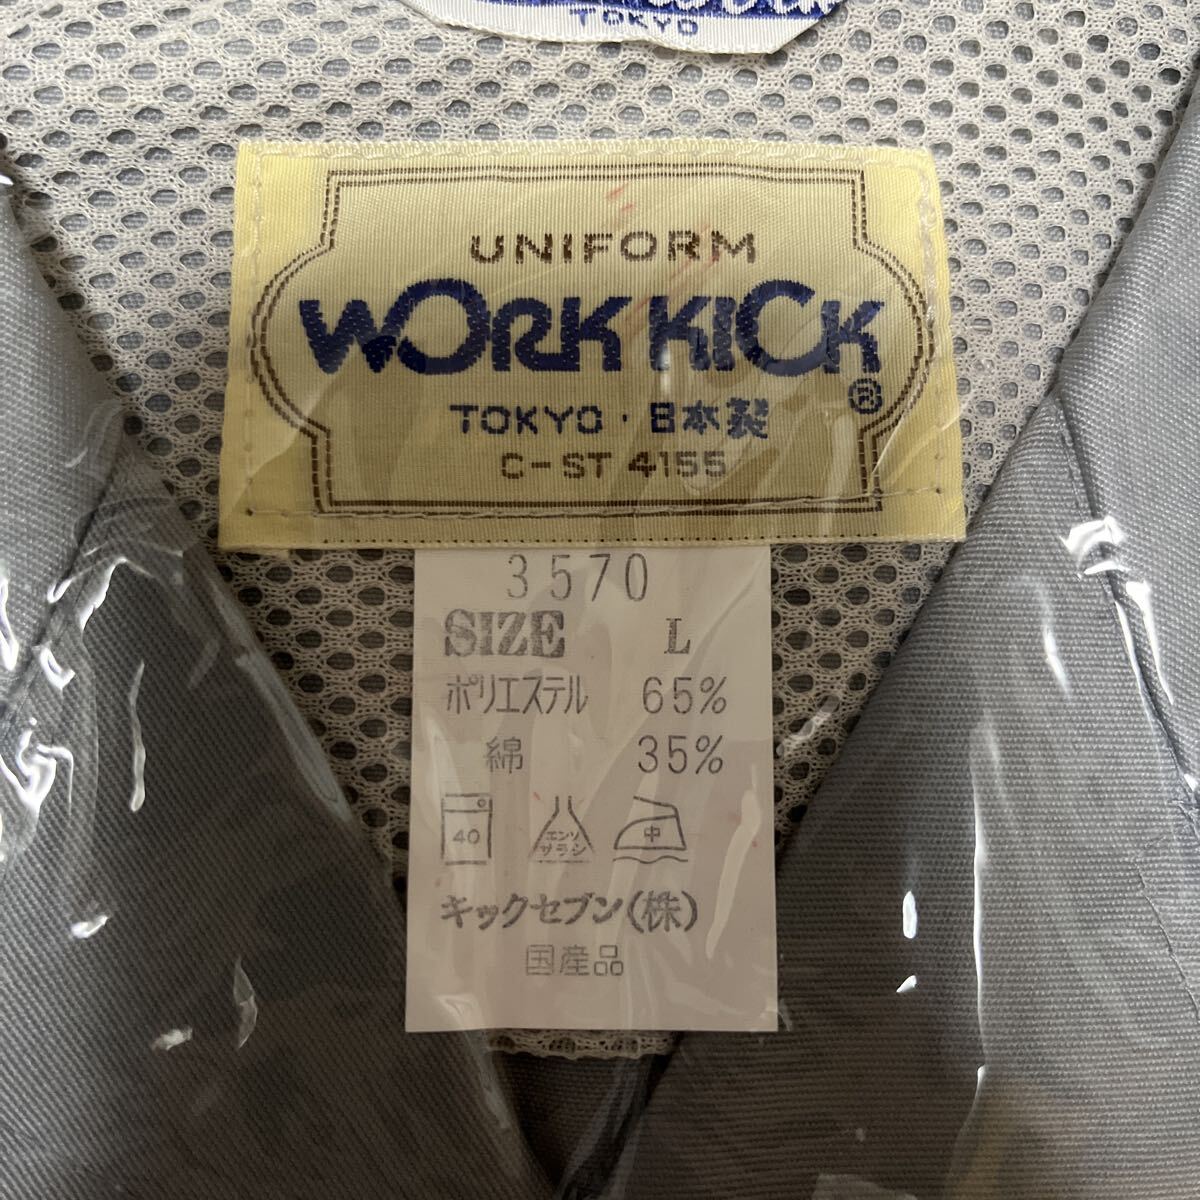 TOKYO
UNIFORM
WORK KICK
®
TOKYO・日本製
C-ST 4155
3570
SIZE L
ポリエステル 65%
綿 35%
40 エンソ サラシ 中
キックセブン(株)
国産品